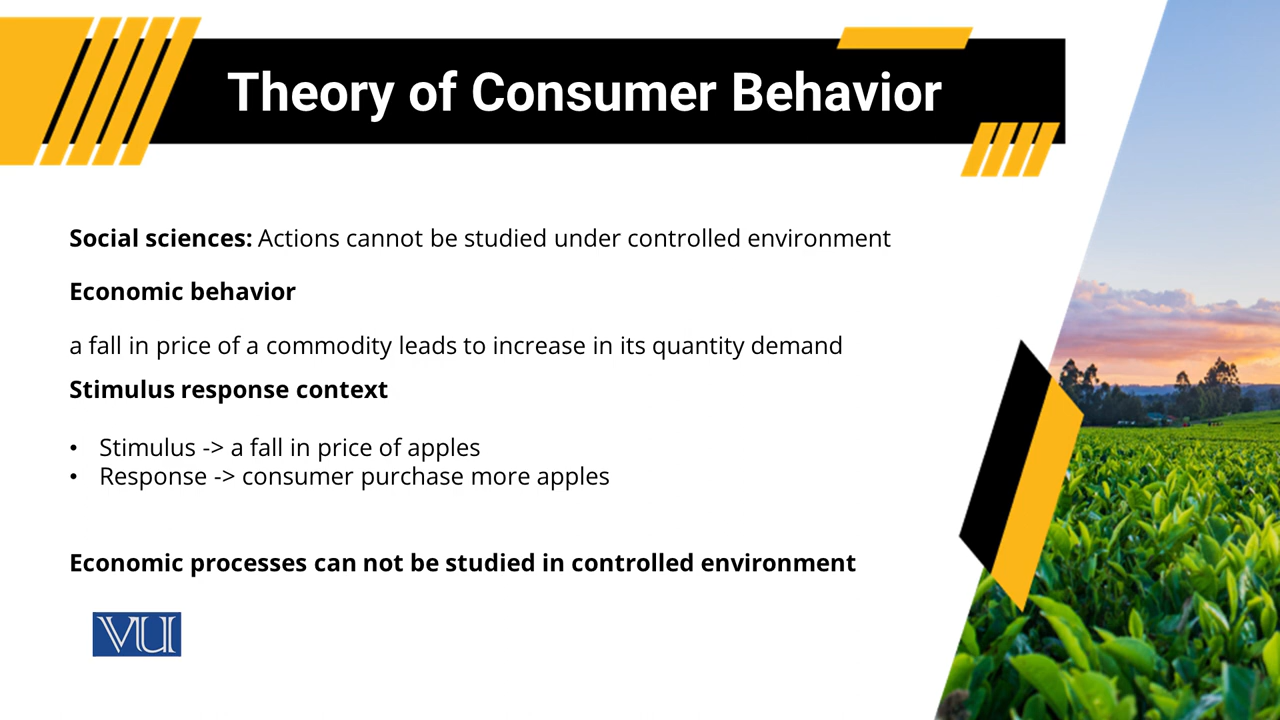 Theory of Consumer Behavior
Social sciences: Actions cannot be studied under controlled environment
Economic behavior
a fall in price of a commodity leads to increase in its quantity demand
Stimulus response context
• Stimulus -> a fall in price of apples
• Response -> consumer purchase more apples
Economic processes can not be studied in controlled environment
VU